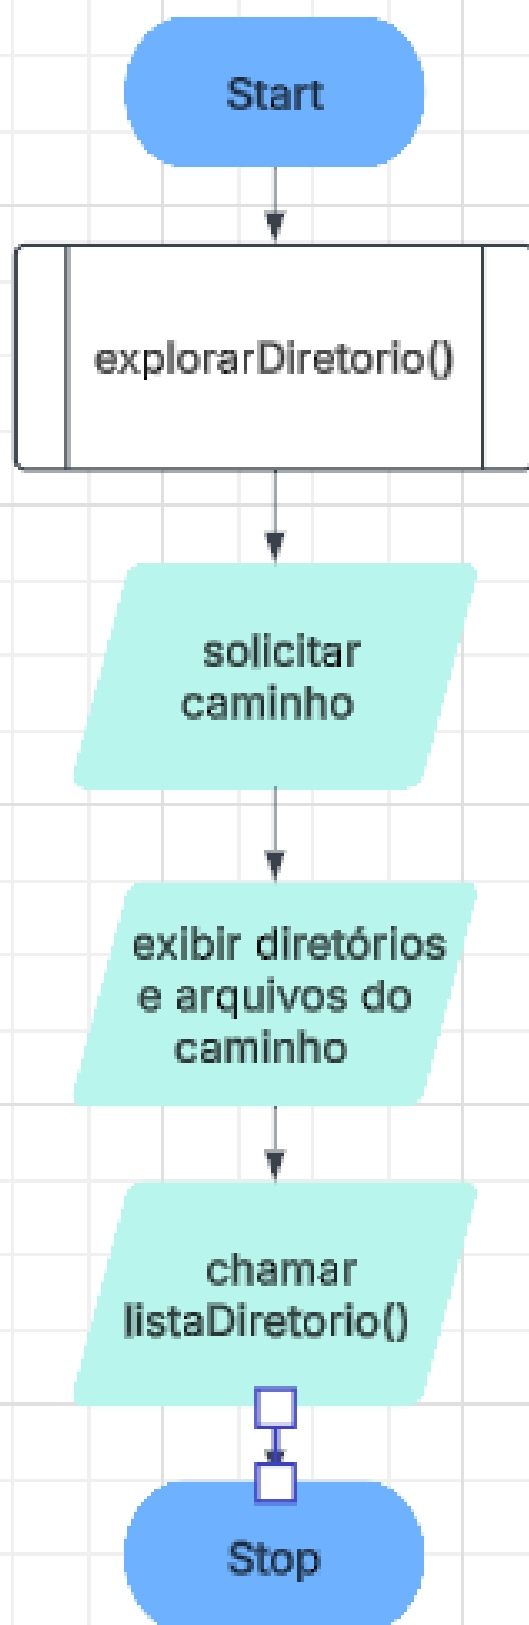 Start
explorarDiretorio()
solicitar
caminho
exibir diretórios
e arquivos do
caminho
chamar
listaDiretorio()
Stop